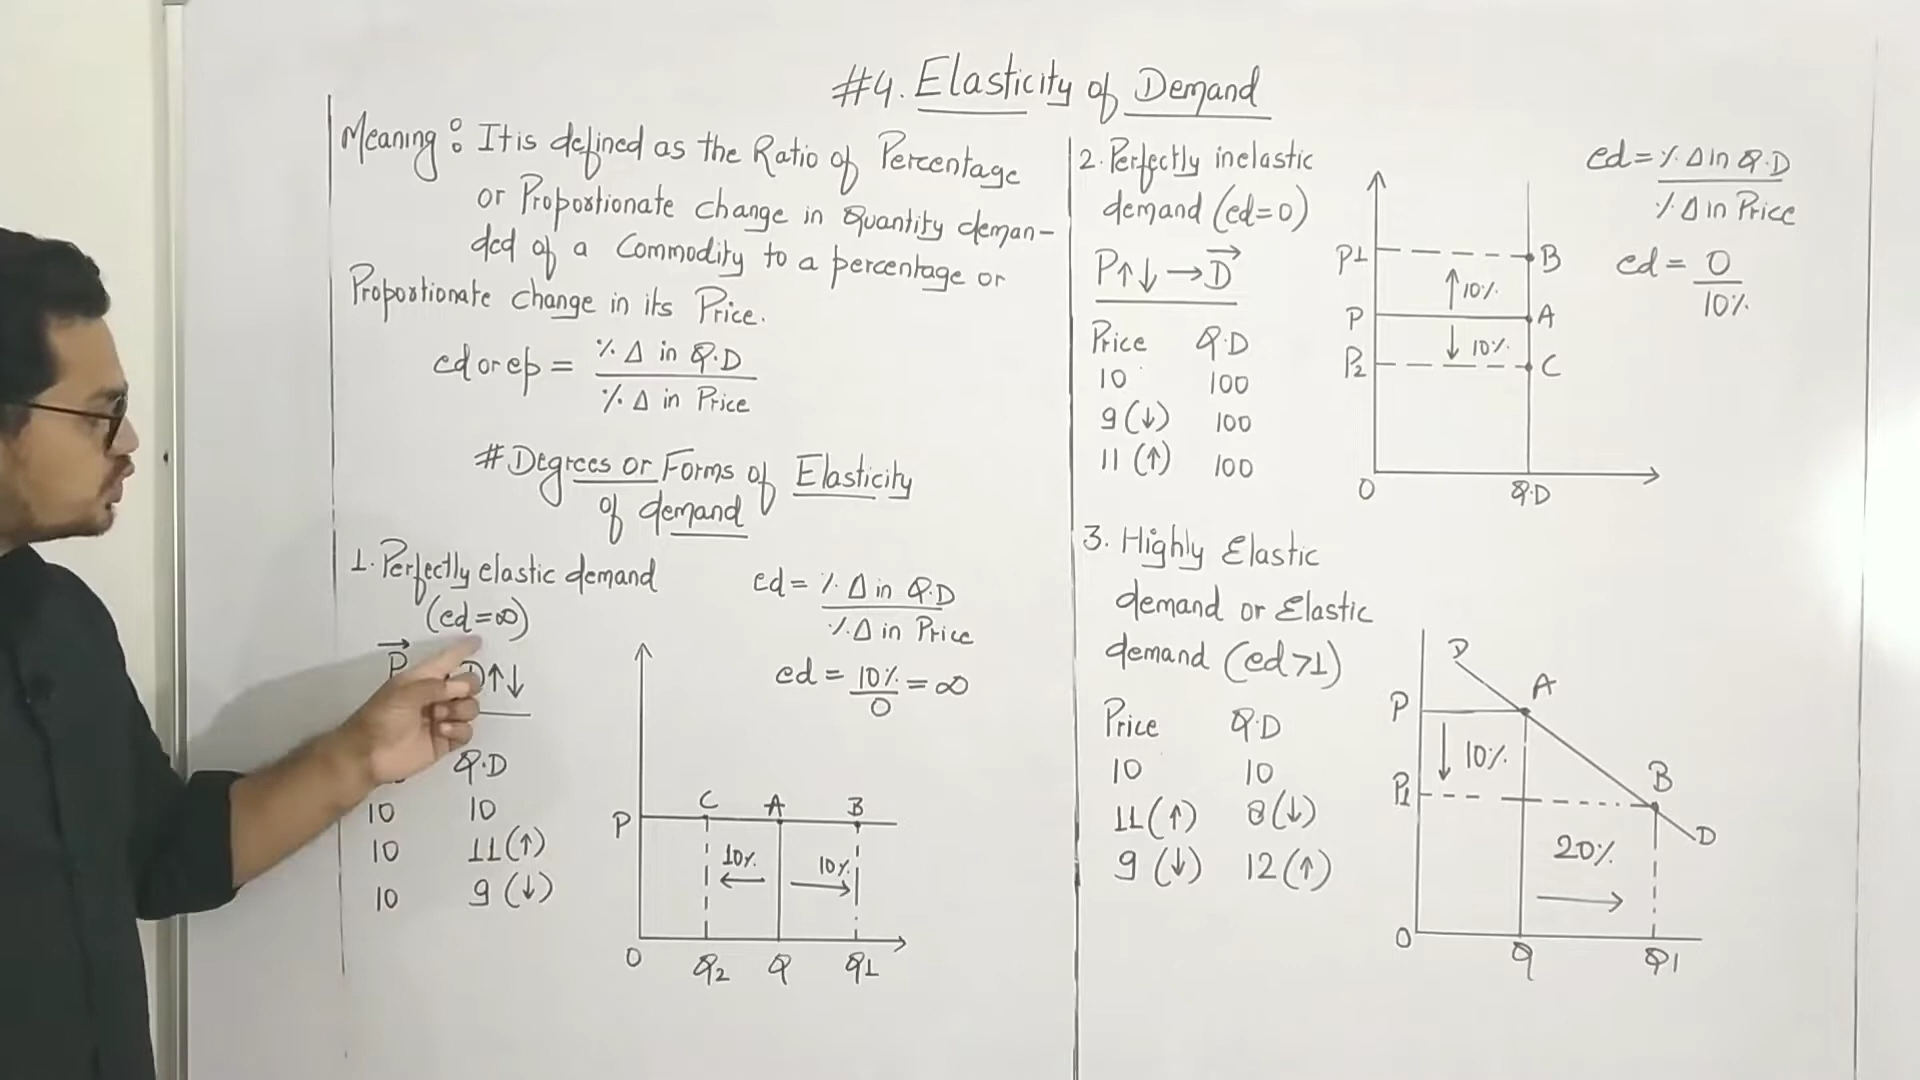 #4. Elasticity of Demand
Meaning: It is defined as the Ratio of Percentage
or Proportionate change in Quantity deman-
ded of a Commodity to a percentage or
Proportionate change in its Price.
ed or ep = % Δ in Q.D
% Δ in Price
# Degrees or Forms of Elasticity
of demand
1. Perfectly elastic demand
(ed=∞)
P→ D↑↓
Q.D
10 10
10 11(↑)
10 9(↓)
ed = % Δ in Q.D
% Δ in Price
ed = 10% = ∞
0
C A B
P
10% 10%
← →
O Q2 Q Q1
2. Perfectly inelastic
demand (ed=0)
P↑↓ → D→
Price Q.D
10 100
9(↓) 100
11(↑) 100
P1 B
↑10%
P A
↓10%
P2 C
O Q.D
ed = % Δ in Q.D
% Δ in Price
ed = 0
10%
3. Highly Elastic
demand or Elastic
demand (ed>1)
Price Q.D
10 10
11(↑) 8(↓)
9(↓) 12(↑)
D
P A
↓10%
P1 B
D
20%
→
O Q Q1